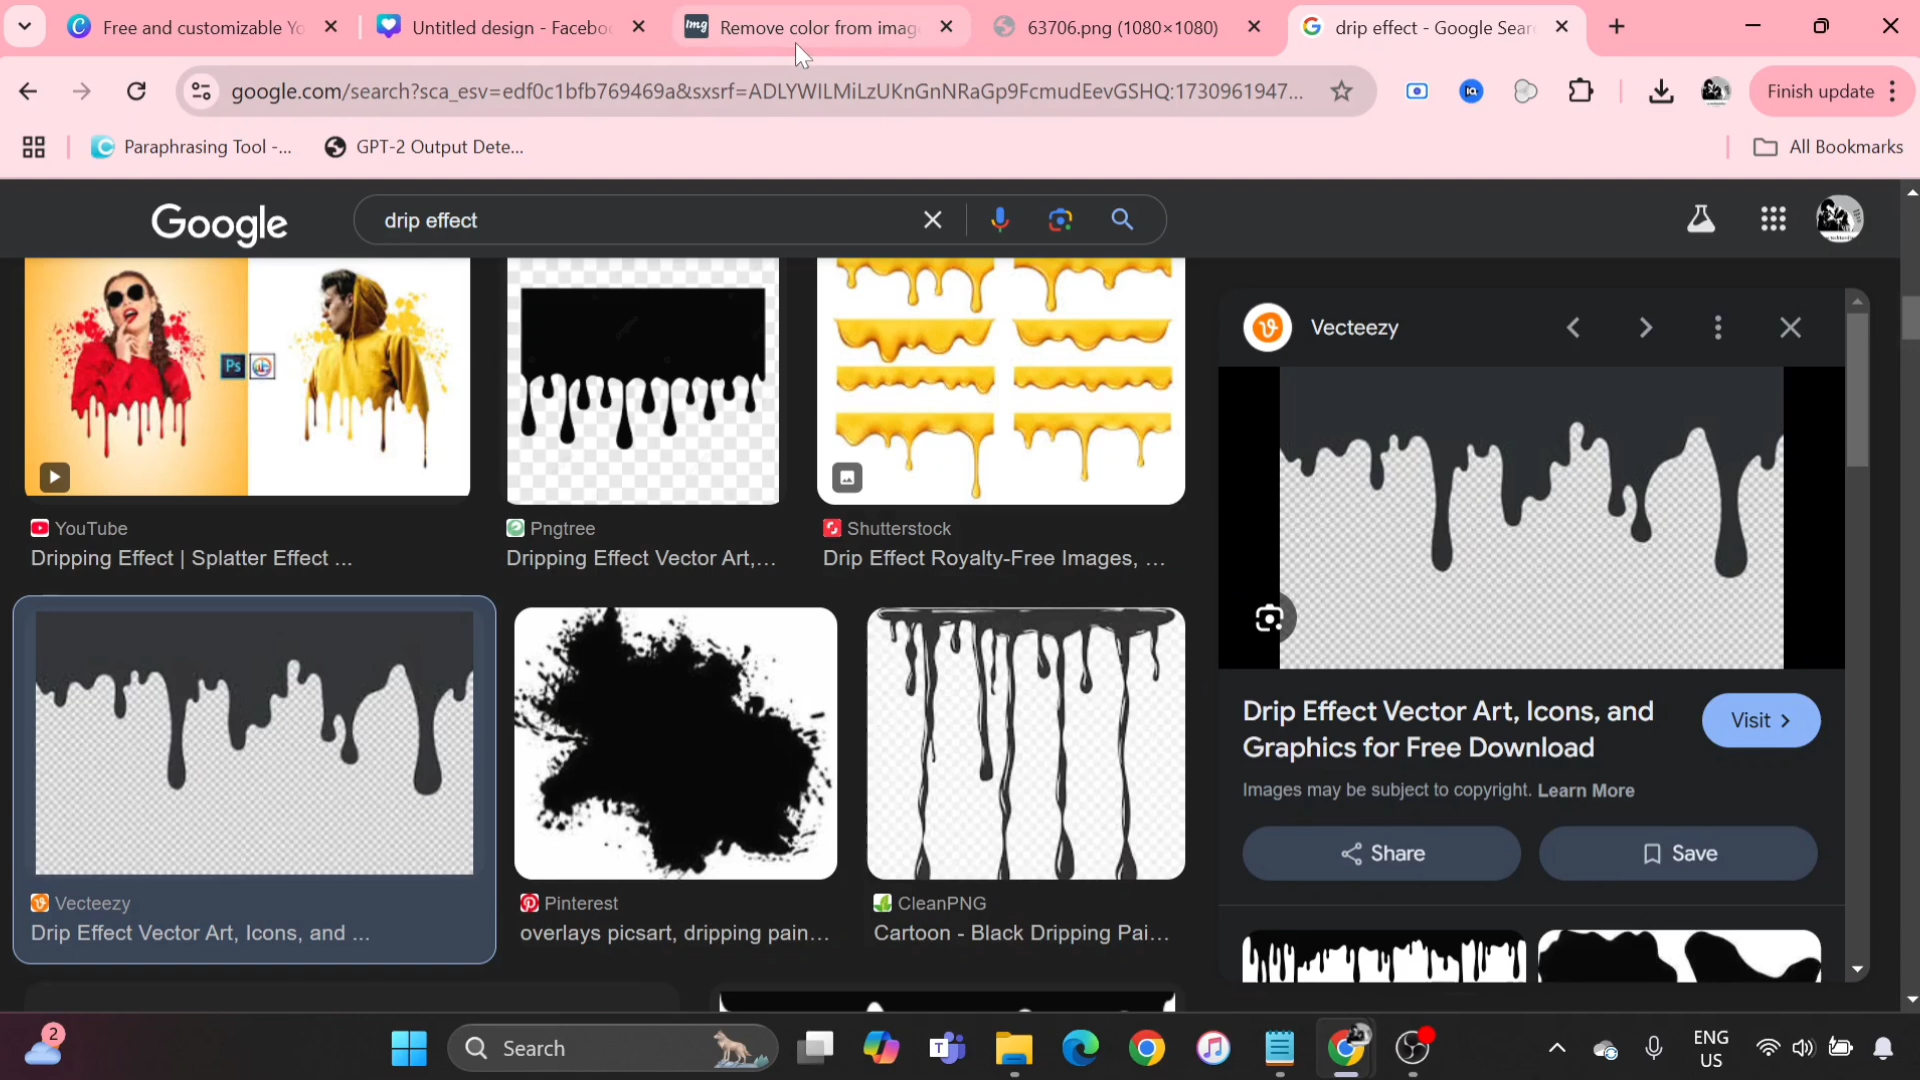 Free and customizable Yo
Untitled design - Faceboo
Img
Remove color from imag
63706.png (1080×1080)
drip effect - Google Sear
google.com/search?sca_esv=edf0c1bfb769469a&sxsrf=ADLYWILMiLzUKnGnNRaGp9FcmudEevGSHQ:1730961947...
Finish update
Paraphrasing Tool -...
GPT-2 Output Dete...
All Bookmarks
Google
drip effect
Ps
YouTube
Dripping Effect | Splatter Effect ...
Pngtree
Dripping Effect Vector Art,...
Shutterstock
Drip Effect Royalty-Free Images, ...
Vecteezy
Drip Effect Vector Art, Icons, and
Graphics for Free Download
Visit
Images may be subject to copyright. Learn More
Share
Save
Vecteezy
Drip Effect Vector Art, Icons, and ...
Pinterest
overlays picsart, dripping pain...
CleanPNG
Cartoon - Black Dripping Pai...
2
Search
ENG
US